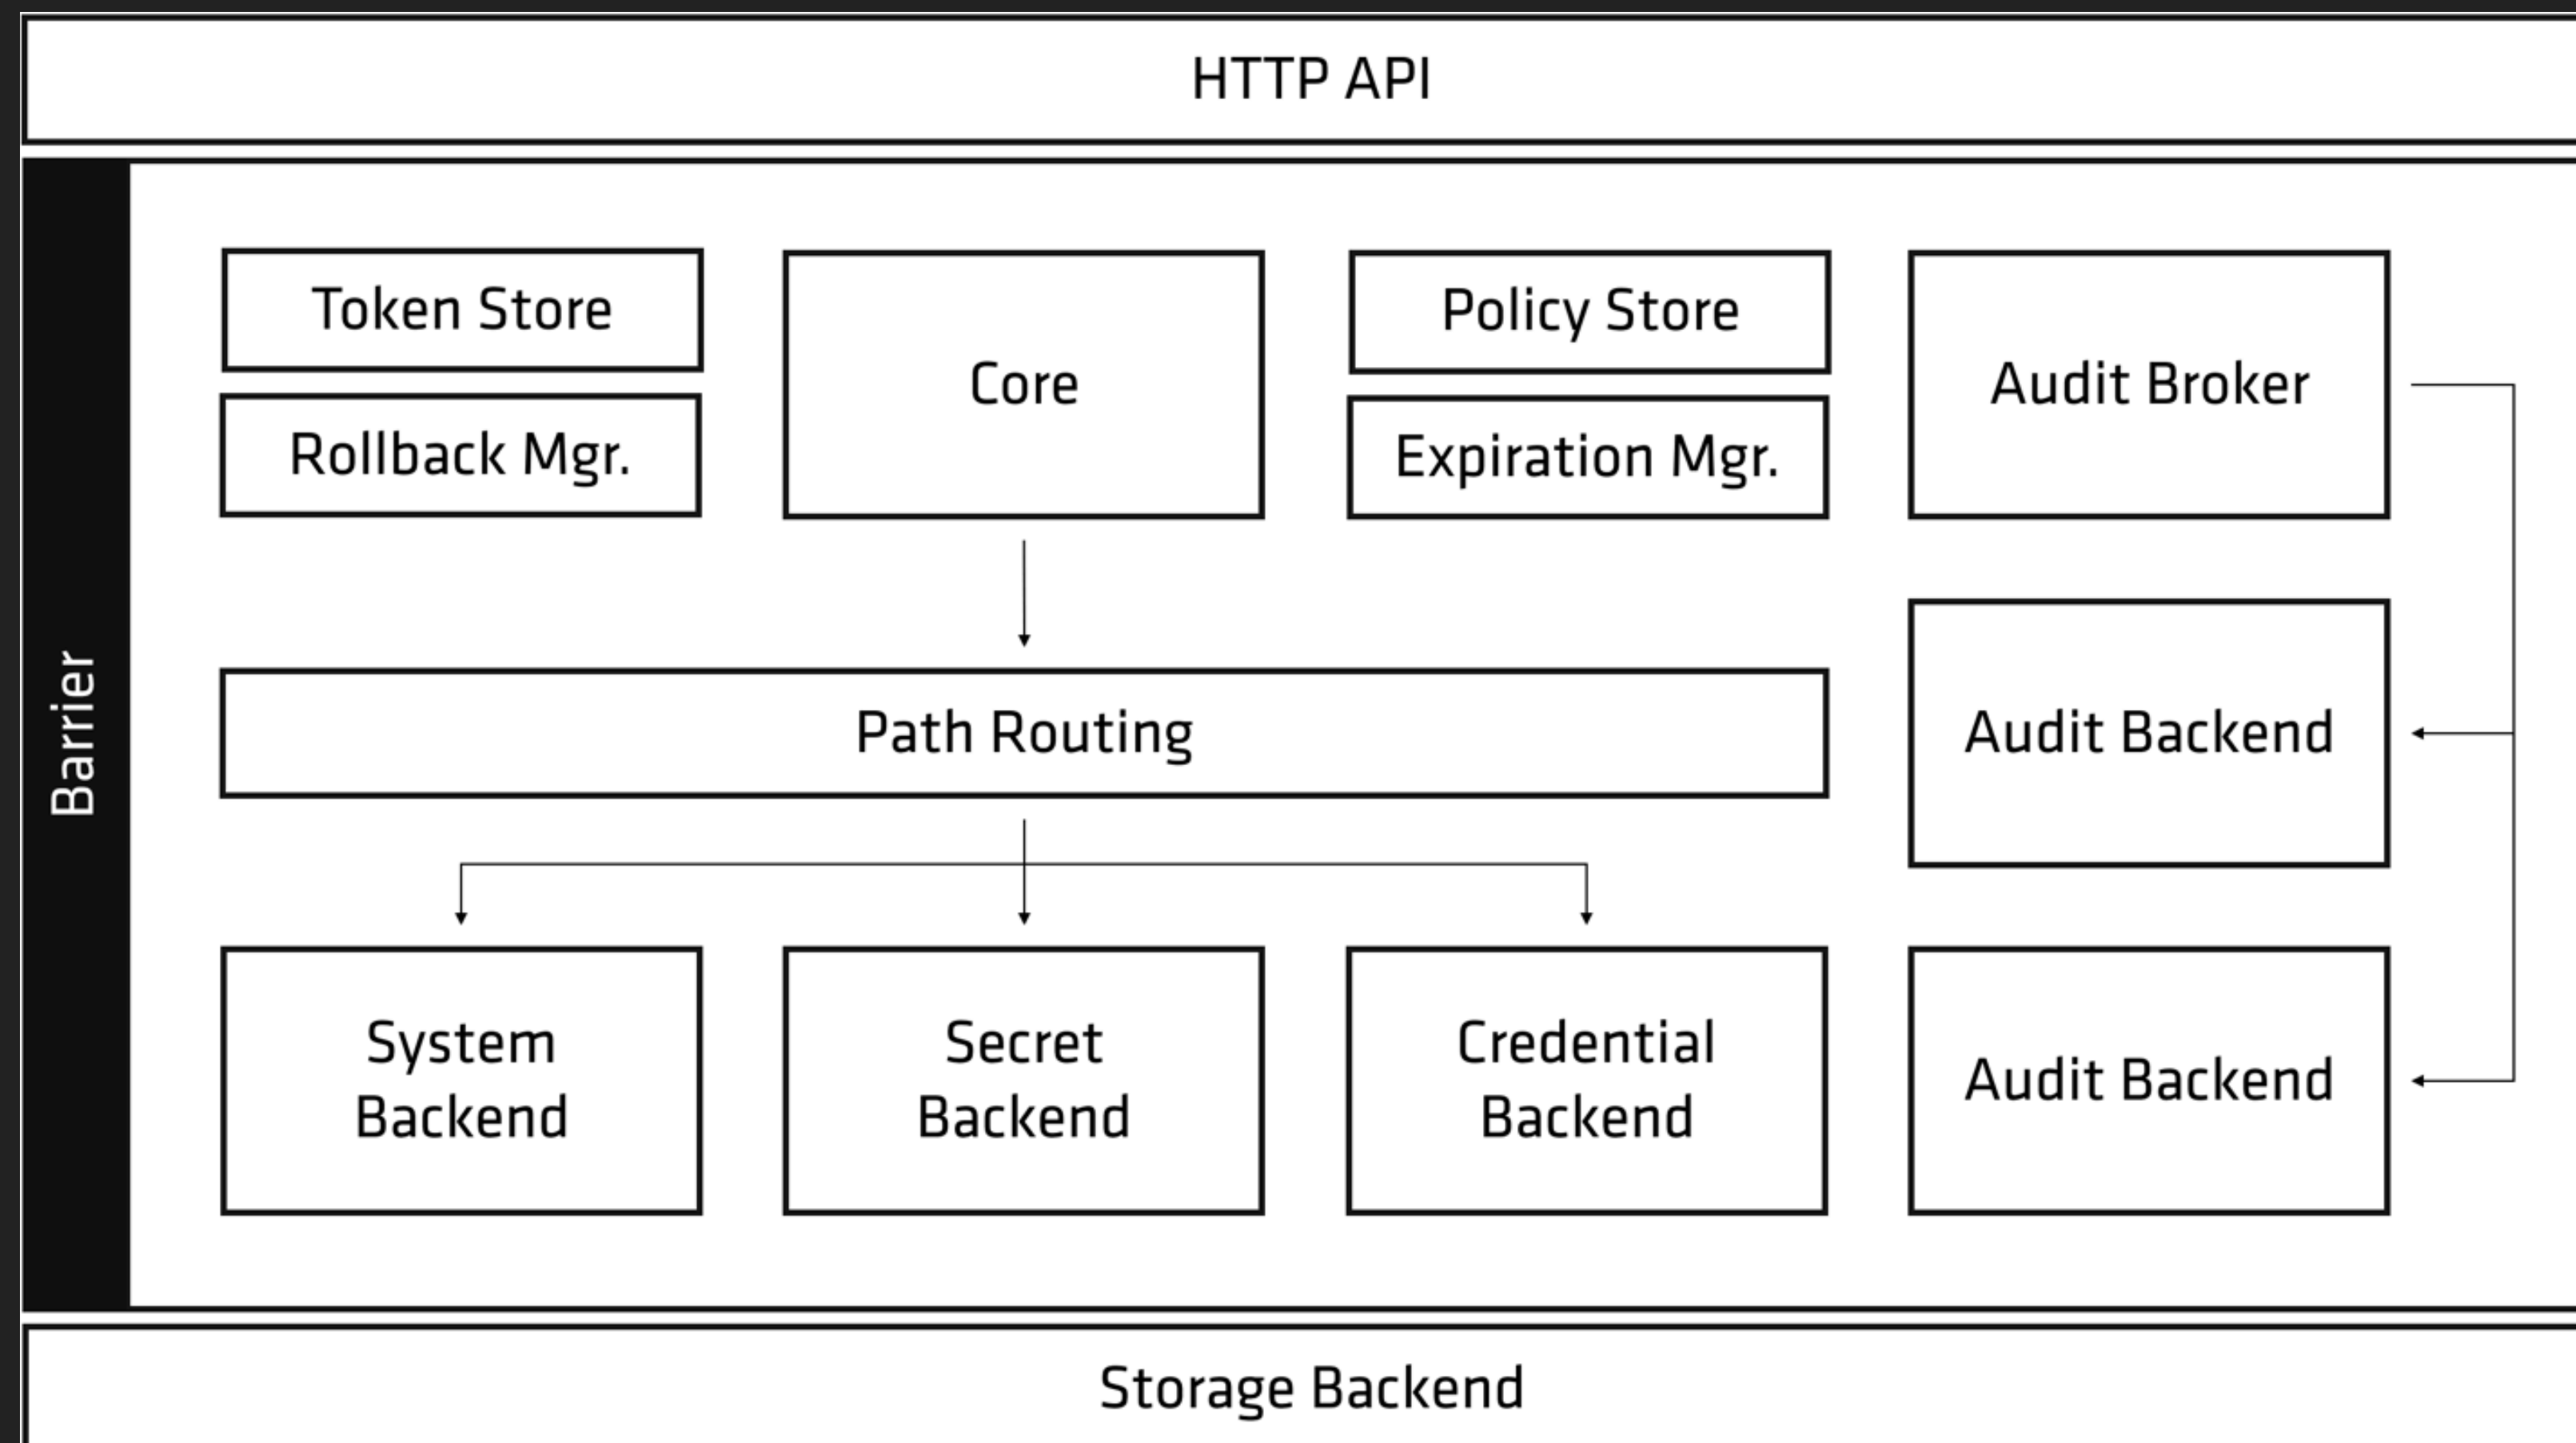 HTTP API
Barrier
Token Store
Rollback Mgr.
Core
Policy Store
Expiration Mgr.
Audit Broker
Path Routing
Audit Backend
System
Backend
Secret
Backend
Credential
Backend
Audit Backend
Storage Backend